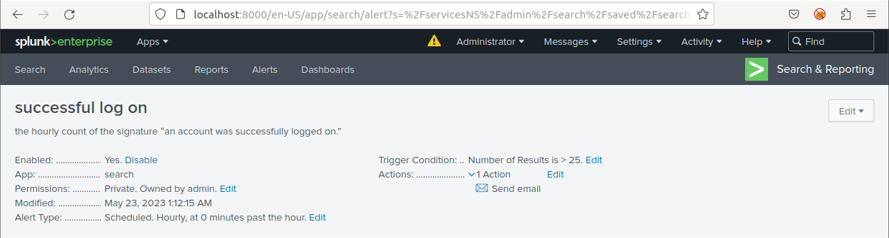 localhost:8000/en-US/app/search/alert?s=%2FservicesNS%2Fadmin%2Fsearch%2Fsaved%2Fsearch
splunk>enterprise Apps Administrator Messages Settings Activity Help Find
Search Analytics Datasets Reports Alerts Dashboards Search & Reporting
successful log on Edit
the hourly count of the signature "an account was successfully logged on."
Enabled: .................... Yes. Disable Trigger Condition: .. Number of Results is > 25. Edit
App: ........................... search Actions: ..................... 1 Action Edit
Permissions: ............ Private. Owned by admin. Edit Send email
Modified: ................... May 23, 2023 1:12:15 AM
Alert Type: ................ Scheduled. Hourly, at 0 minutes past the hour. Edit